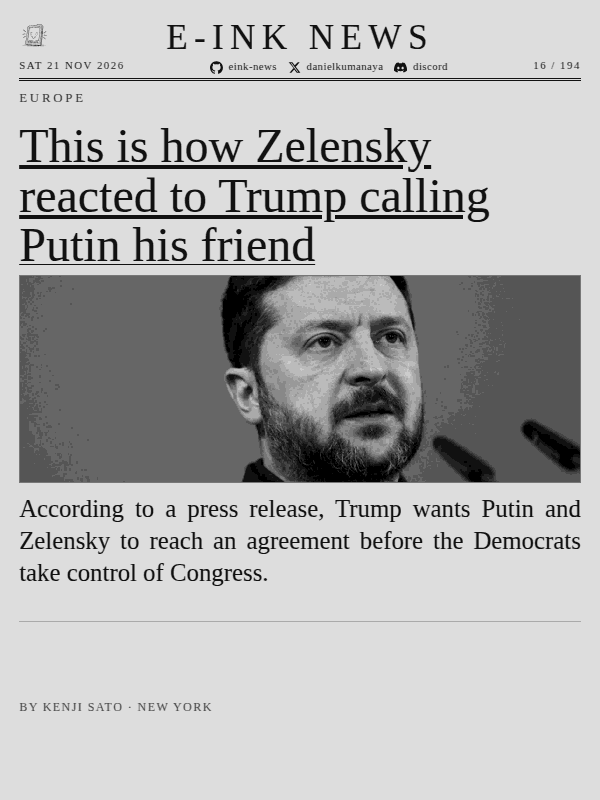 E-INK NEWS
SAT 21 NOV 2026
eink-news danielkumanaya discord
16 / 194
EUROPE
This is how Zelensky
reacted to Trump calling
Putin his friend
According to a press release, Trump wants Putin and
Zelensky to reach an agreement before the Democrats
take control of Congress.
BY KENJI SATO · NEW YORK